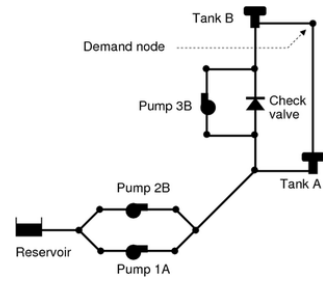 Tank B
Demand node
Pump 3B
Check
valve
Tank A
Pump 2B
Reservoir
Pump 1A